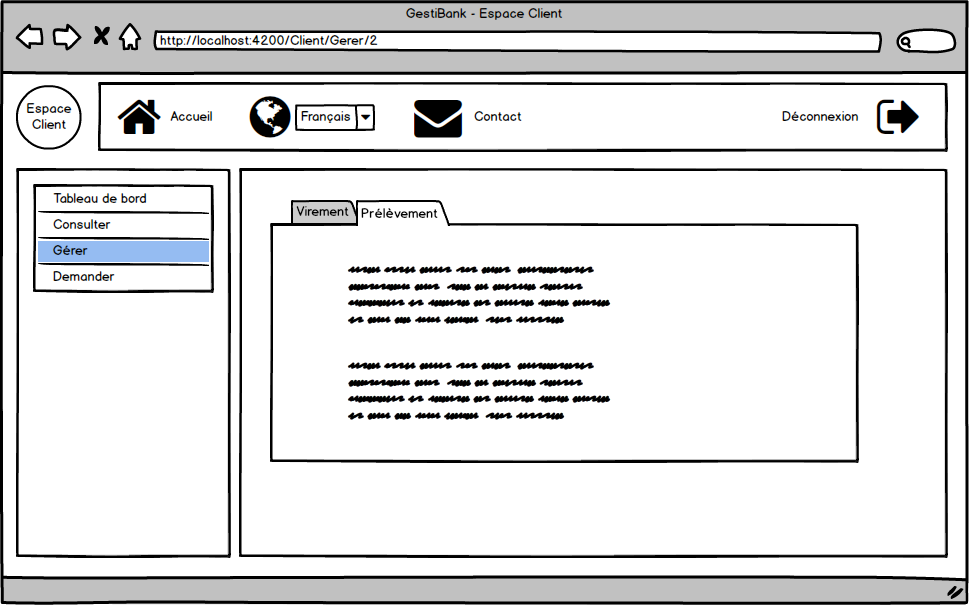 GestiBank - Espace Client
http://localhost:4200/Client/Gerer/2
Espace
Client
Accueil
Français
Contact
Déconnexion
Tableau de bord
Consulter
Gérer
Demander
Virement
Prélèvement